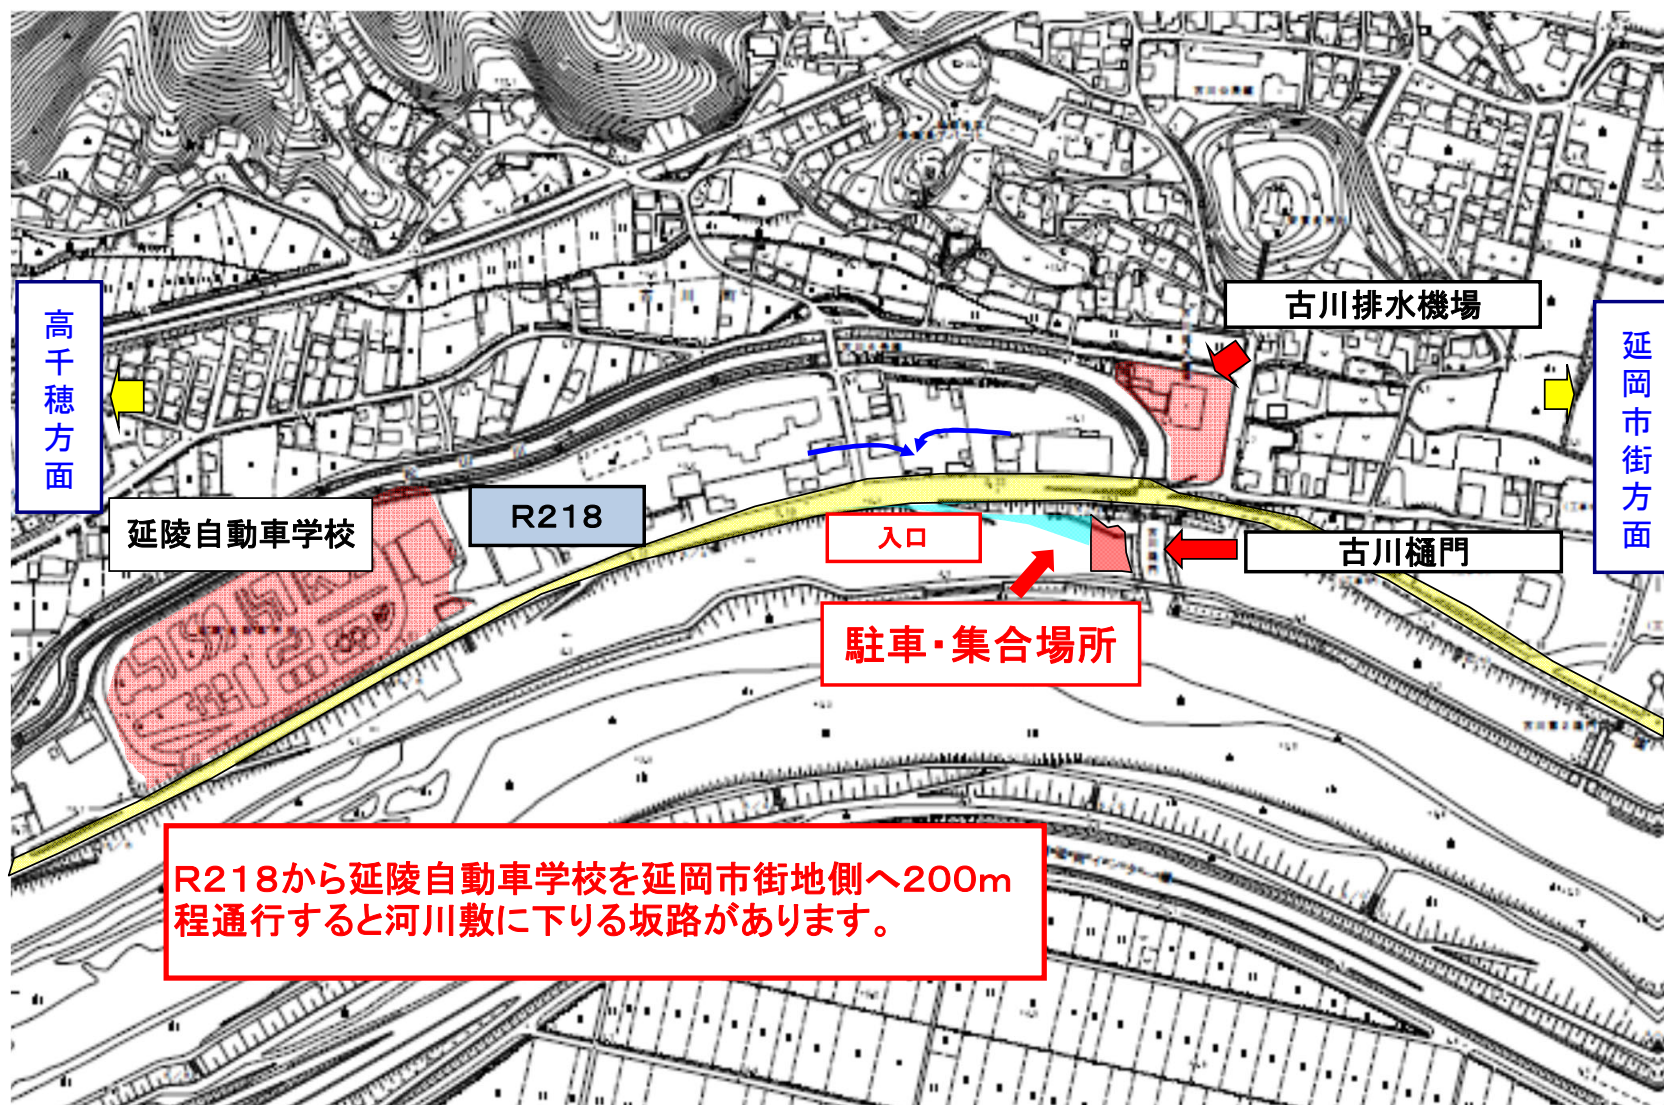 古川排水機場
高千穂方面
延岡市街方面
R218
延陵自動車学校
入口
古川樋門
駐車・集合場所
R218から延陵自動車学校を延岡市街地側へ200m
程通行すると河川敷に下りる坂路があります。